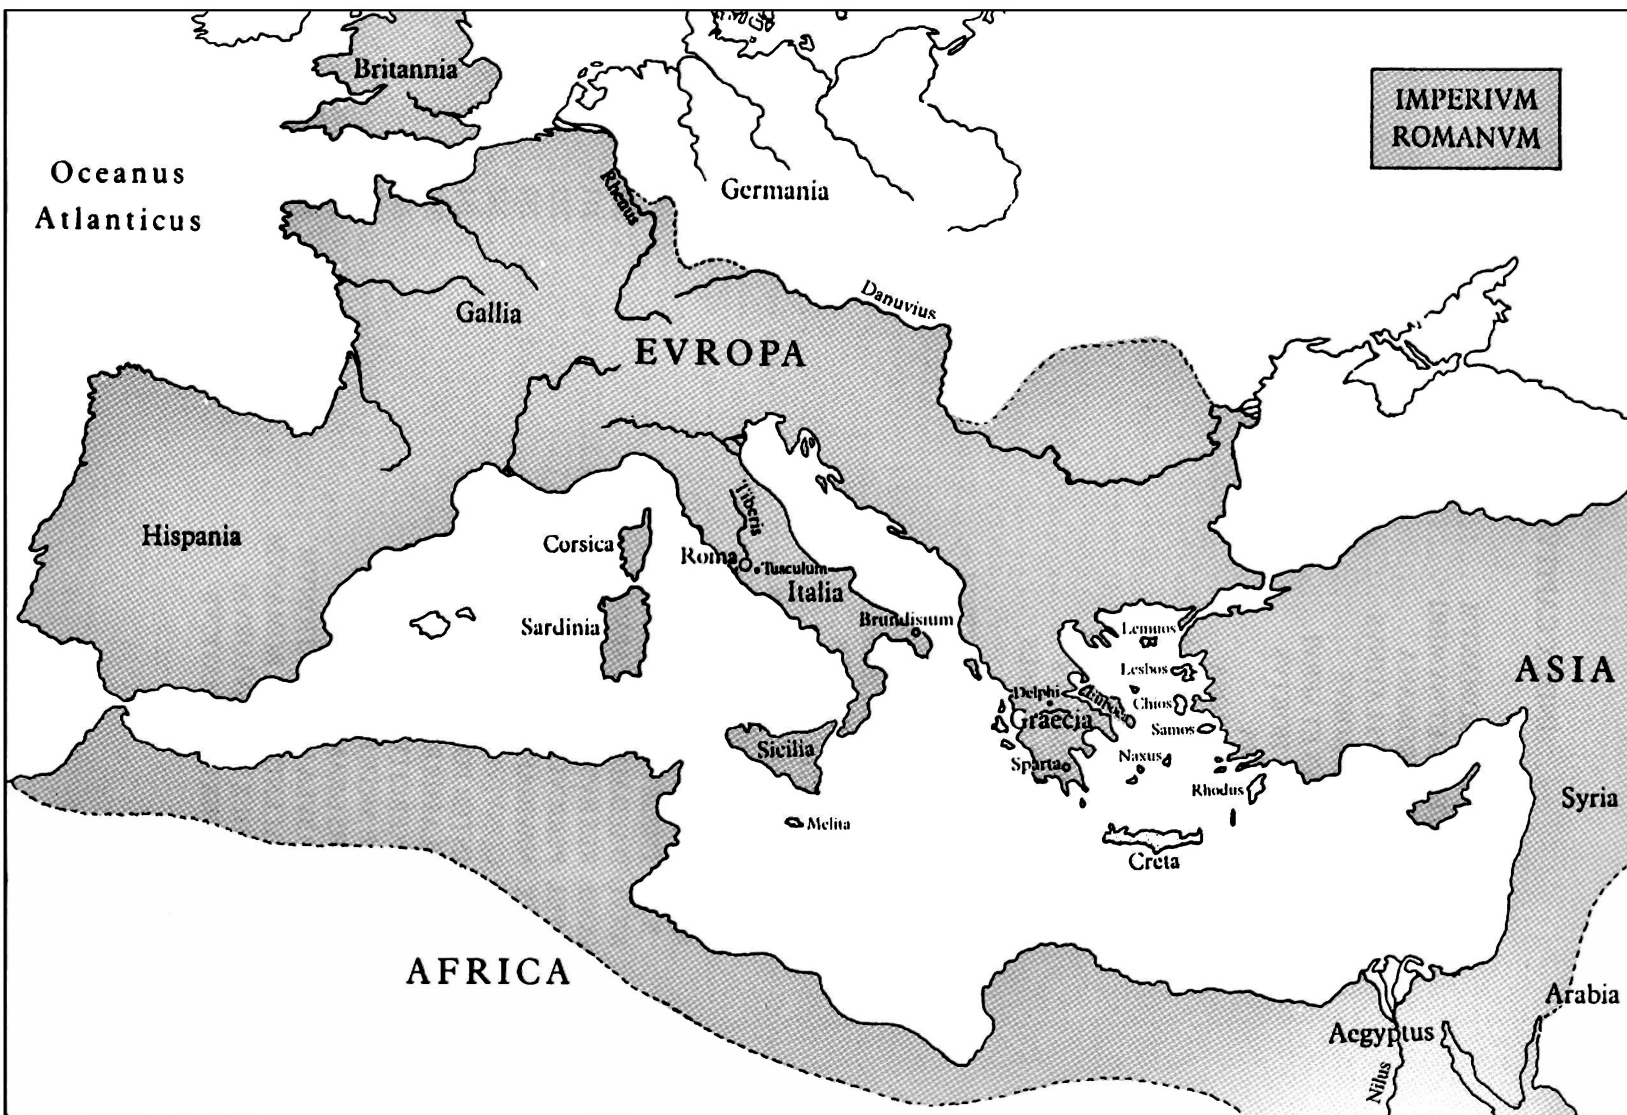 Britannia
IMPERIVM
ROMANVM
Oceanus
Atlanticus
Rhenus
Germania
Danuvius
Gallia
EVROPA
Tiberis
Hispania
Corsica
Roma
Tusculum
Italia
Sardinia
Brundisium
Lemnos
Lesbos
ASIA
Delphi
Euboea
Chios
Graecia
Samos
Sicilia
Sparta
Naxus
Rhodus
Syria
Melita
Creta
AFRICA
Arabia
Aegyptus
Nilus